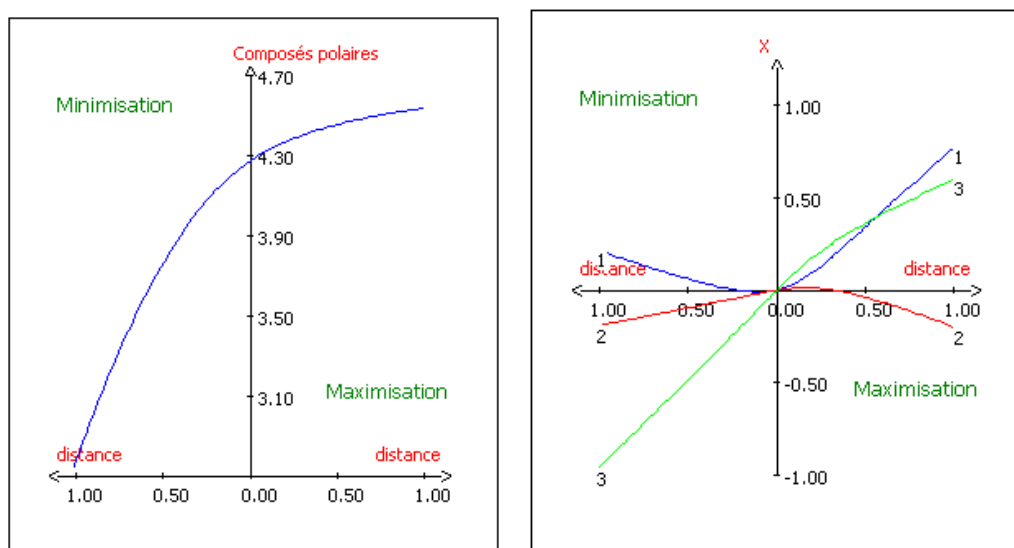 Composés polaires
4.70
Minimisation
4.30
3.90
3.50
3.10
Maximisation
distance distance
1.00 0.50 0.00 0.50 1.00
X
Minimisation
1.00
1
0.50
3
1
distance distance
1.00 0.50 0.00 0.50 1.00
2 2
-0.50
Maximisation
3
-1.00